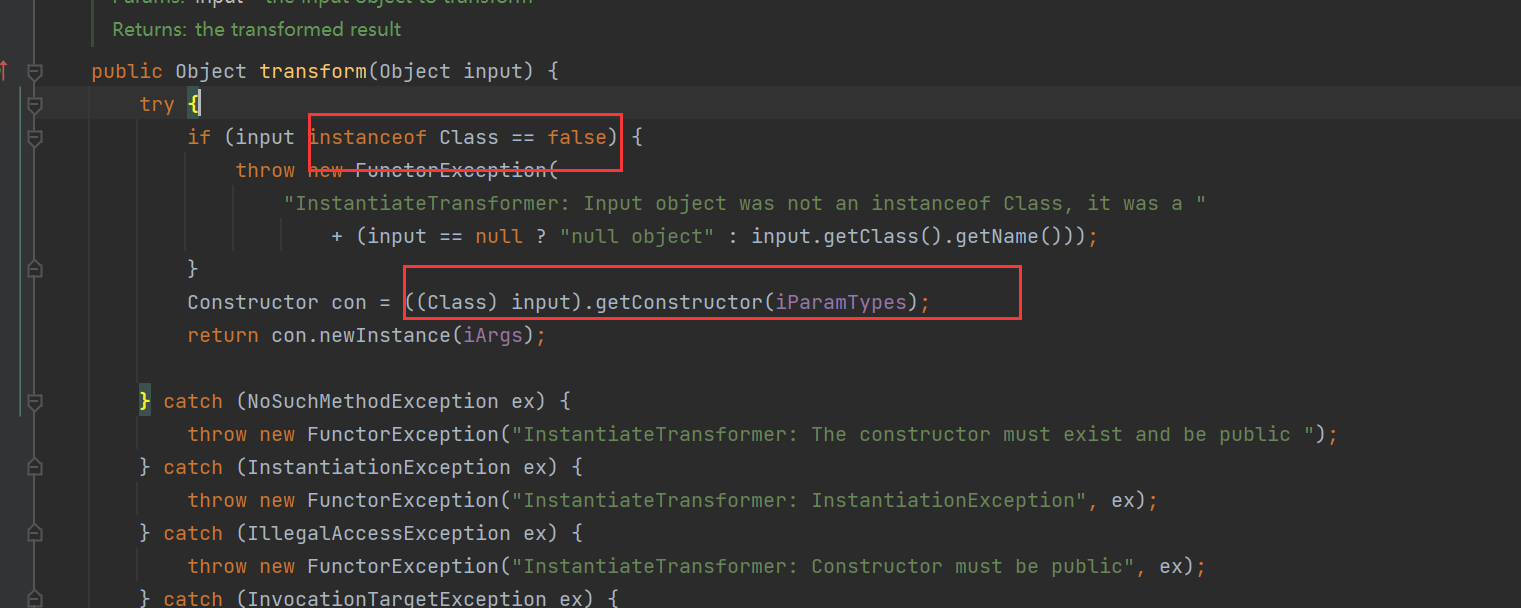 Params: input – the input object to transform
Returns: the transformed result
public Object transform(Object input) {
try {
if (input instanceof Class == false) {
throw new FunctorException(
"InstantiateTransformer: Input object was not an instanceof Class, it was a "
+ (input == null ? "null object" : input.getClass().getName()));
}
Constructor con = ((Class) input).getConstructor(iParamTypes);
return con.newInstance(iArgs);
} catch (NoSuchMethodException ex) {
throw new FunctorException("InstantiateTransformer: The constructor must exist and be public ");
} catch (InstantiationException ex) {
throw new FunctorException("InstantiateTransformer: InstantiationException", ex);
} catch (IllegalAccessException ex) {
throw new FunctorException("InstantiateTransformer: Constructor must be public", ex);
} catch (InvocationTargetException ex) {